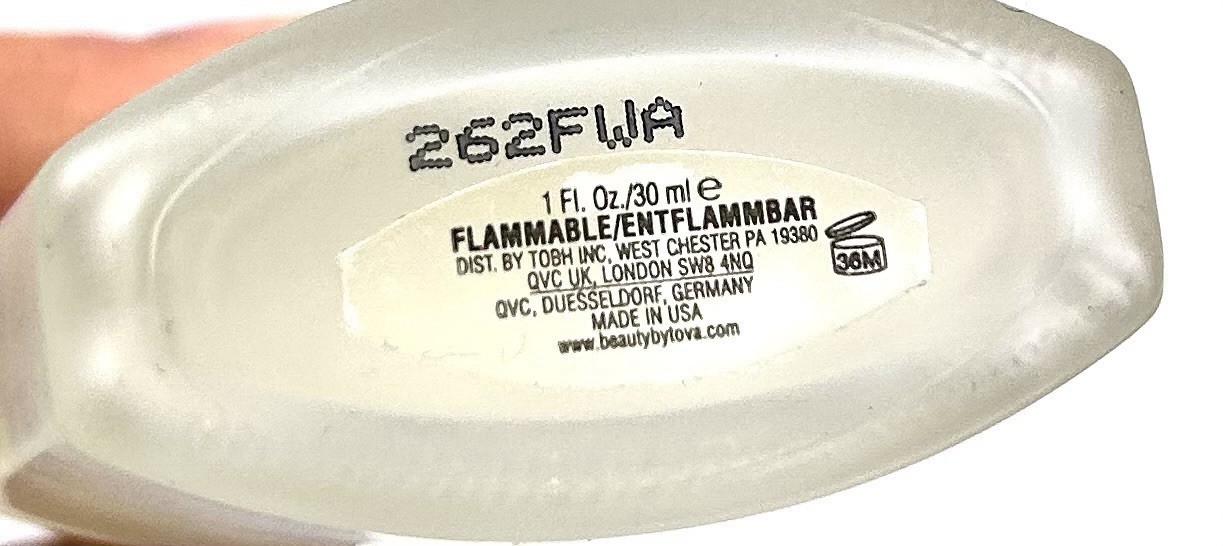 262FWA
1 Fl. Oz./30 ml ℮
FLAMMABLE/ENTFLAMMBAR
DIST. BY TOBH INC, WEST CHESTER PA 19380
QVC UK, LONDON SW8 4NQ
QVC, DUESSELDORF, GERMANY
MADE IN USA
www.beautybytova.com
36M